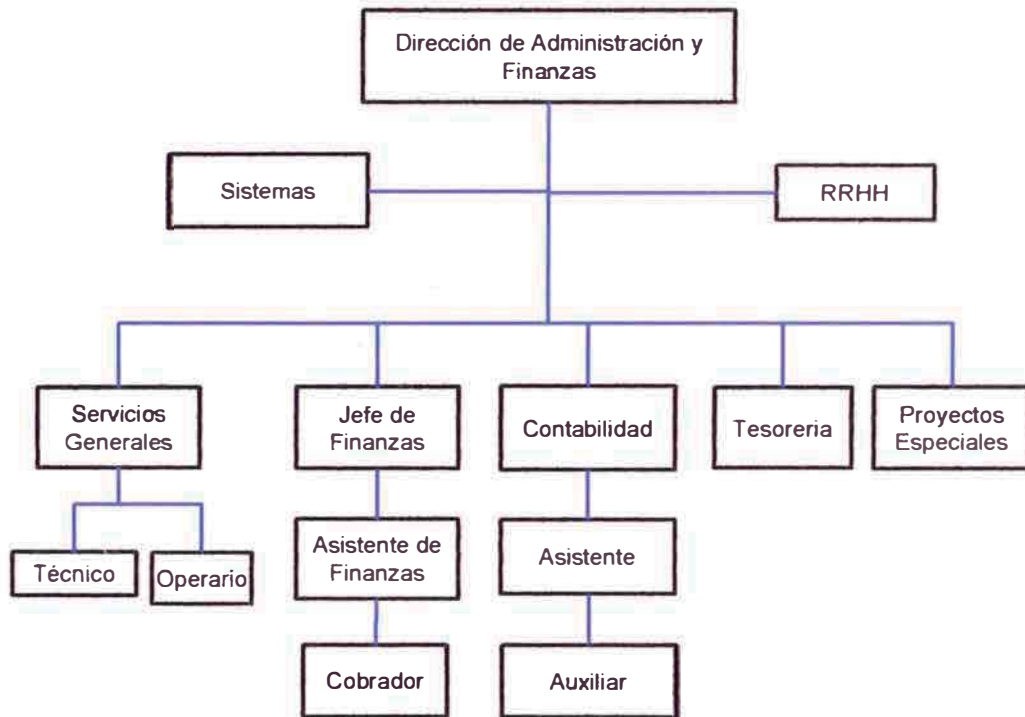 Dirección de Administración y
Finanzas
Sistemas
RRHH
Servicios
Generales
Jefe de
Finanzas
Contabilidad
Tesoreria
Proyectos
Especiales
Técnico
Operario
Asistente de
Finanzas
Asistente
Cobrador
Auxiliar